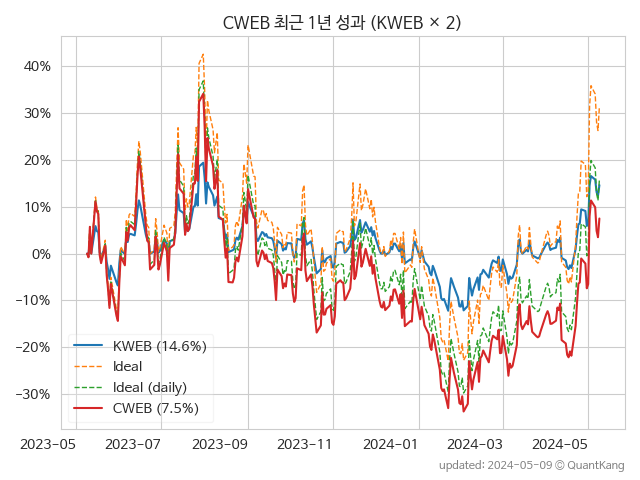 CWEB 최근 1년 성과 (KWEB × 2)
40%
30%
20%
10%
0%
−10%
−20%
−30%
KWEB (14.6%)
Ideal
Ideal (daily)
CWEB (7.5%)
2023-05
2023-07
2023-09
2023-11
2024-01
2024-03
2024-05
updated: 2024-05-09 © QuantKang